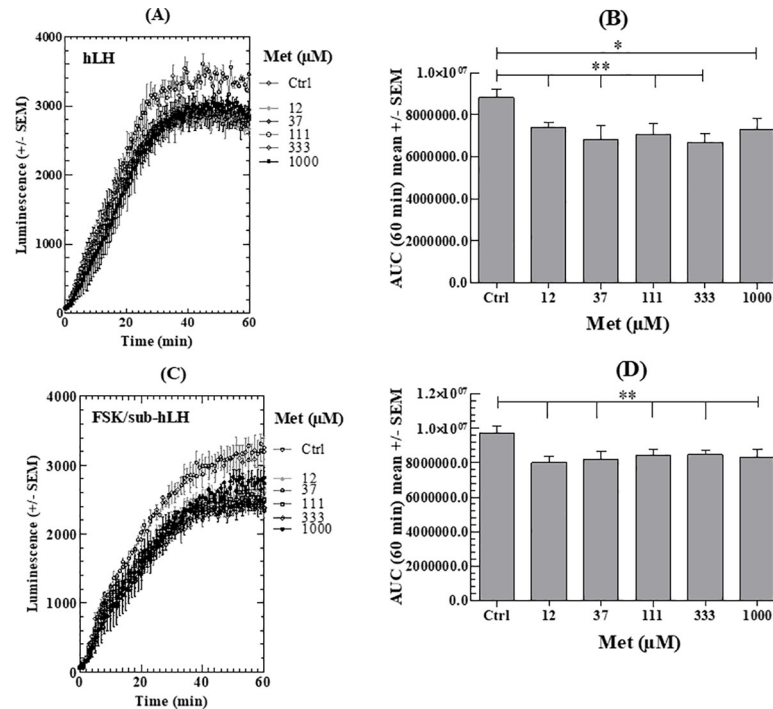 (A)
hLH
Met (µM)
Ctrl
12
37
111
333
1000
4000
3000
2000
1000
0
0 20 40 60
Luminescence (+/- SEM)
Time (min)
(B)
*
**
1.0×10⁰⁷
8000000.0
6000000.0
4000000.0
2000000.0
0.0
AUC (60 min) mean +/- SEM
Ctrl 12 37 111 333 1000
Met (µM)
(C)
FSK/sub-hLH
Met (µM)
Ctrl
12
37
111
333
1000
4000
3000
2000
1000
0
0 20 40 60
Luminescence (+/- SEM)
Time (min)
(D)
**
1.2×10⁰⁷
1.0×10⁰⁷
8000000.0
6000000.0
4000000.0
2000000.0
0.0
AUC (60 min) mean +/- SEM
Ctrl 12 37 111 333 1000
Met (µM)